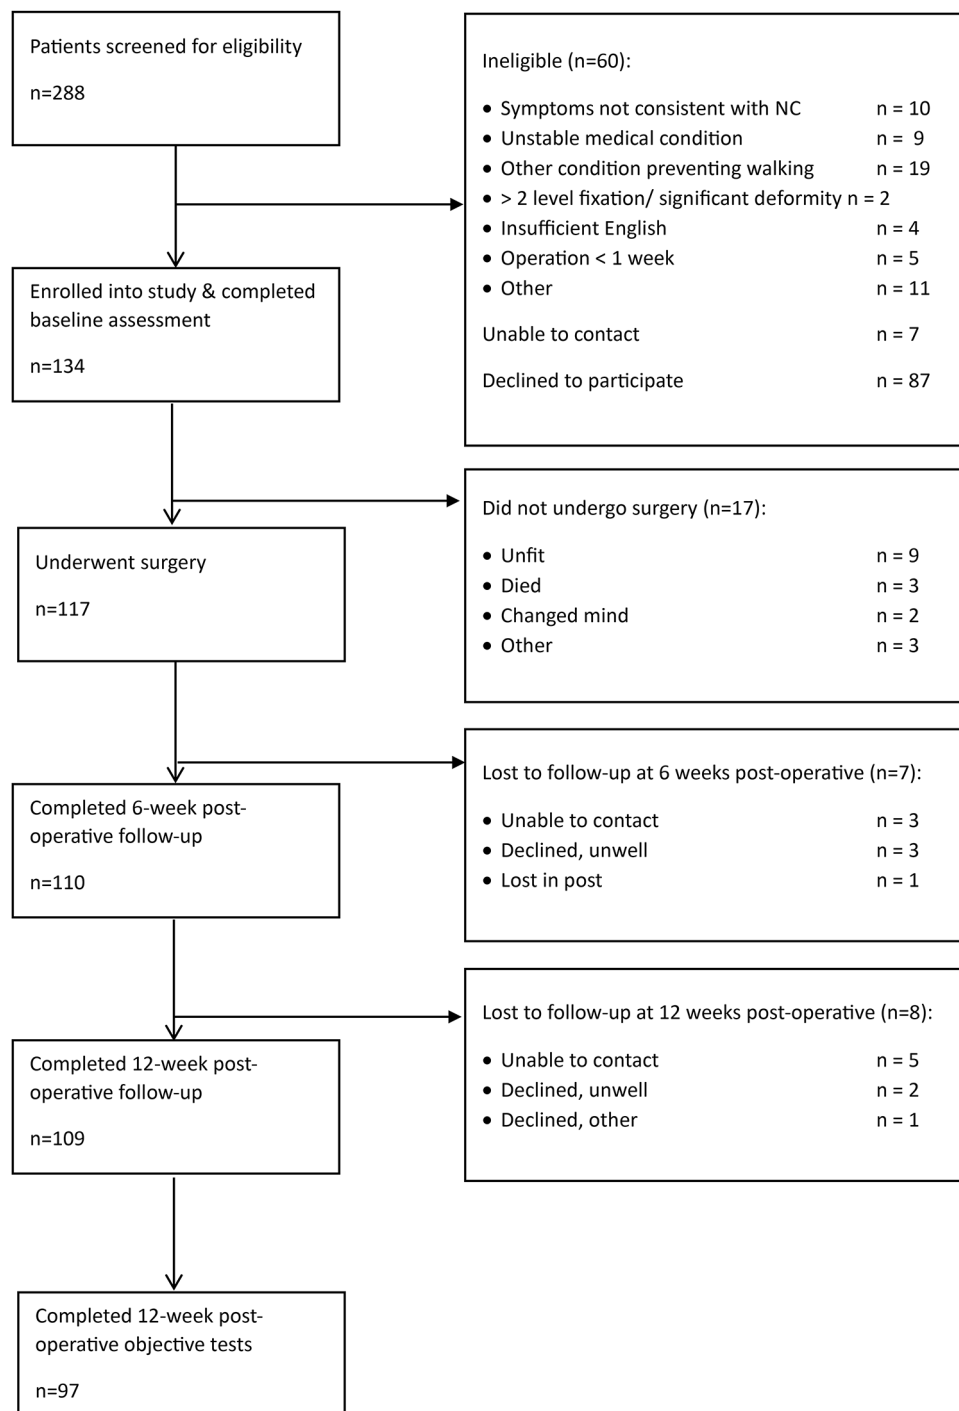 Patients screened for eligibility
n=288
Ineligible (n=60):
• Symptoms not consistent with NC n = 10
• Unstable medical condition n = 9
• Other condition preventing walking n = 19
• > 2 level fixation/ significant deformity n = 2
• Insufficient English n = 4
• Operation < 1 week n = 5
• Other n = 11
Unable to contact n = 7
Declined to participate n = 87
Enrolled into study & completed
baseline assessment
n=134
Did not undergo surgery (n=17):
• Unfit n = 9
• Died n = 3
• Changed mind n = 2
• Other n = 3
Underwent surgery
n=117
Lost to follow-up at 6 weeks post-operative (n=7):
• Unable to contact n = 3
• Declined, unwell n = 3
• Lost in post n = 1
Completed 6-week post-
operative follow-up
n=110
Lost to follow-up at 12 weeks post-operative (n=8):
• Unable to contact n = 5
• Declined, unwell n = 2
• Declined, other n = 1
Completed 12-week post-
operative follow-up
n=109
Completed 12-week post-
operative objective tests
n=97